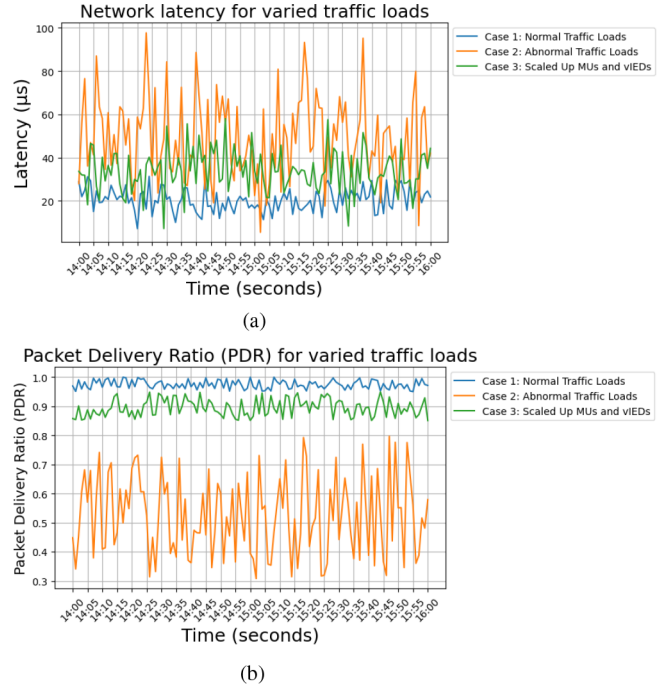 Network latency for varied traffic loads
100
80
60
40
20
Latency (μs)
Case 1: Normal Traffic Loads
Case 2: Abnormal Traffic Loads
Case 3: Scaled Up MUs and vIEDs
14:00 14:05 14:10 14:15 14:20 14:25 14:30 14:35 14:40 14:45 14:50 14:55 15:00 15:05 15:10 15:15 15:20 15:25 15:30 15:35 15:40 15:45 15:50 15:55 16:00
Time (seconds)
(a)
Packet Delivery Ratio (PDR) for varied traffic loads
1.0
0.9
0.8
0.7
0.6
0.5
0.4
0.3
Packet Delivery Ratio (PDR)
Case 1: Normal Traffic Loads
Case 2: Abnormal Traffic Loads
Case 3: Scaled Up MUs and vIEDs
14:00 14:05 14:10 14:15 14:20 14:25 14:30 14:35 14:40 14:45 14:50 14:55 15:00 15:05 15:10 15:15 15:20 15:25 15:30 15:35 15:40 15:45 15:50 15:55 16:00
Time (seconds)
(b)